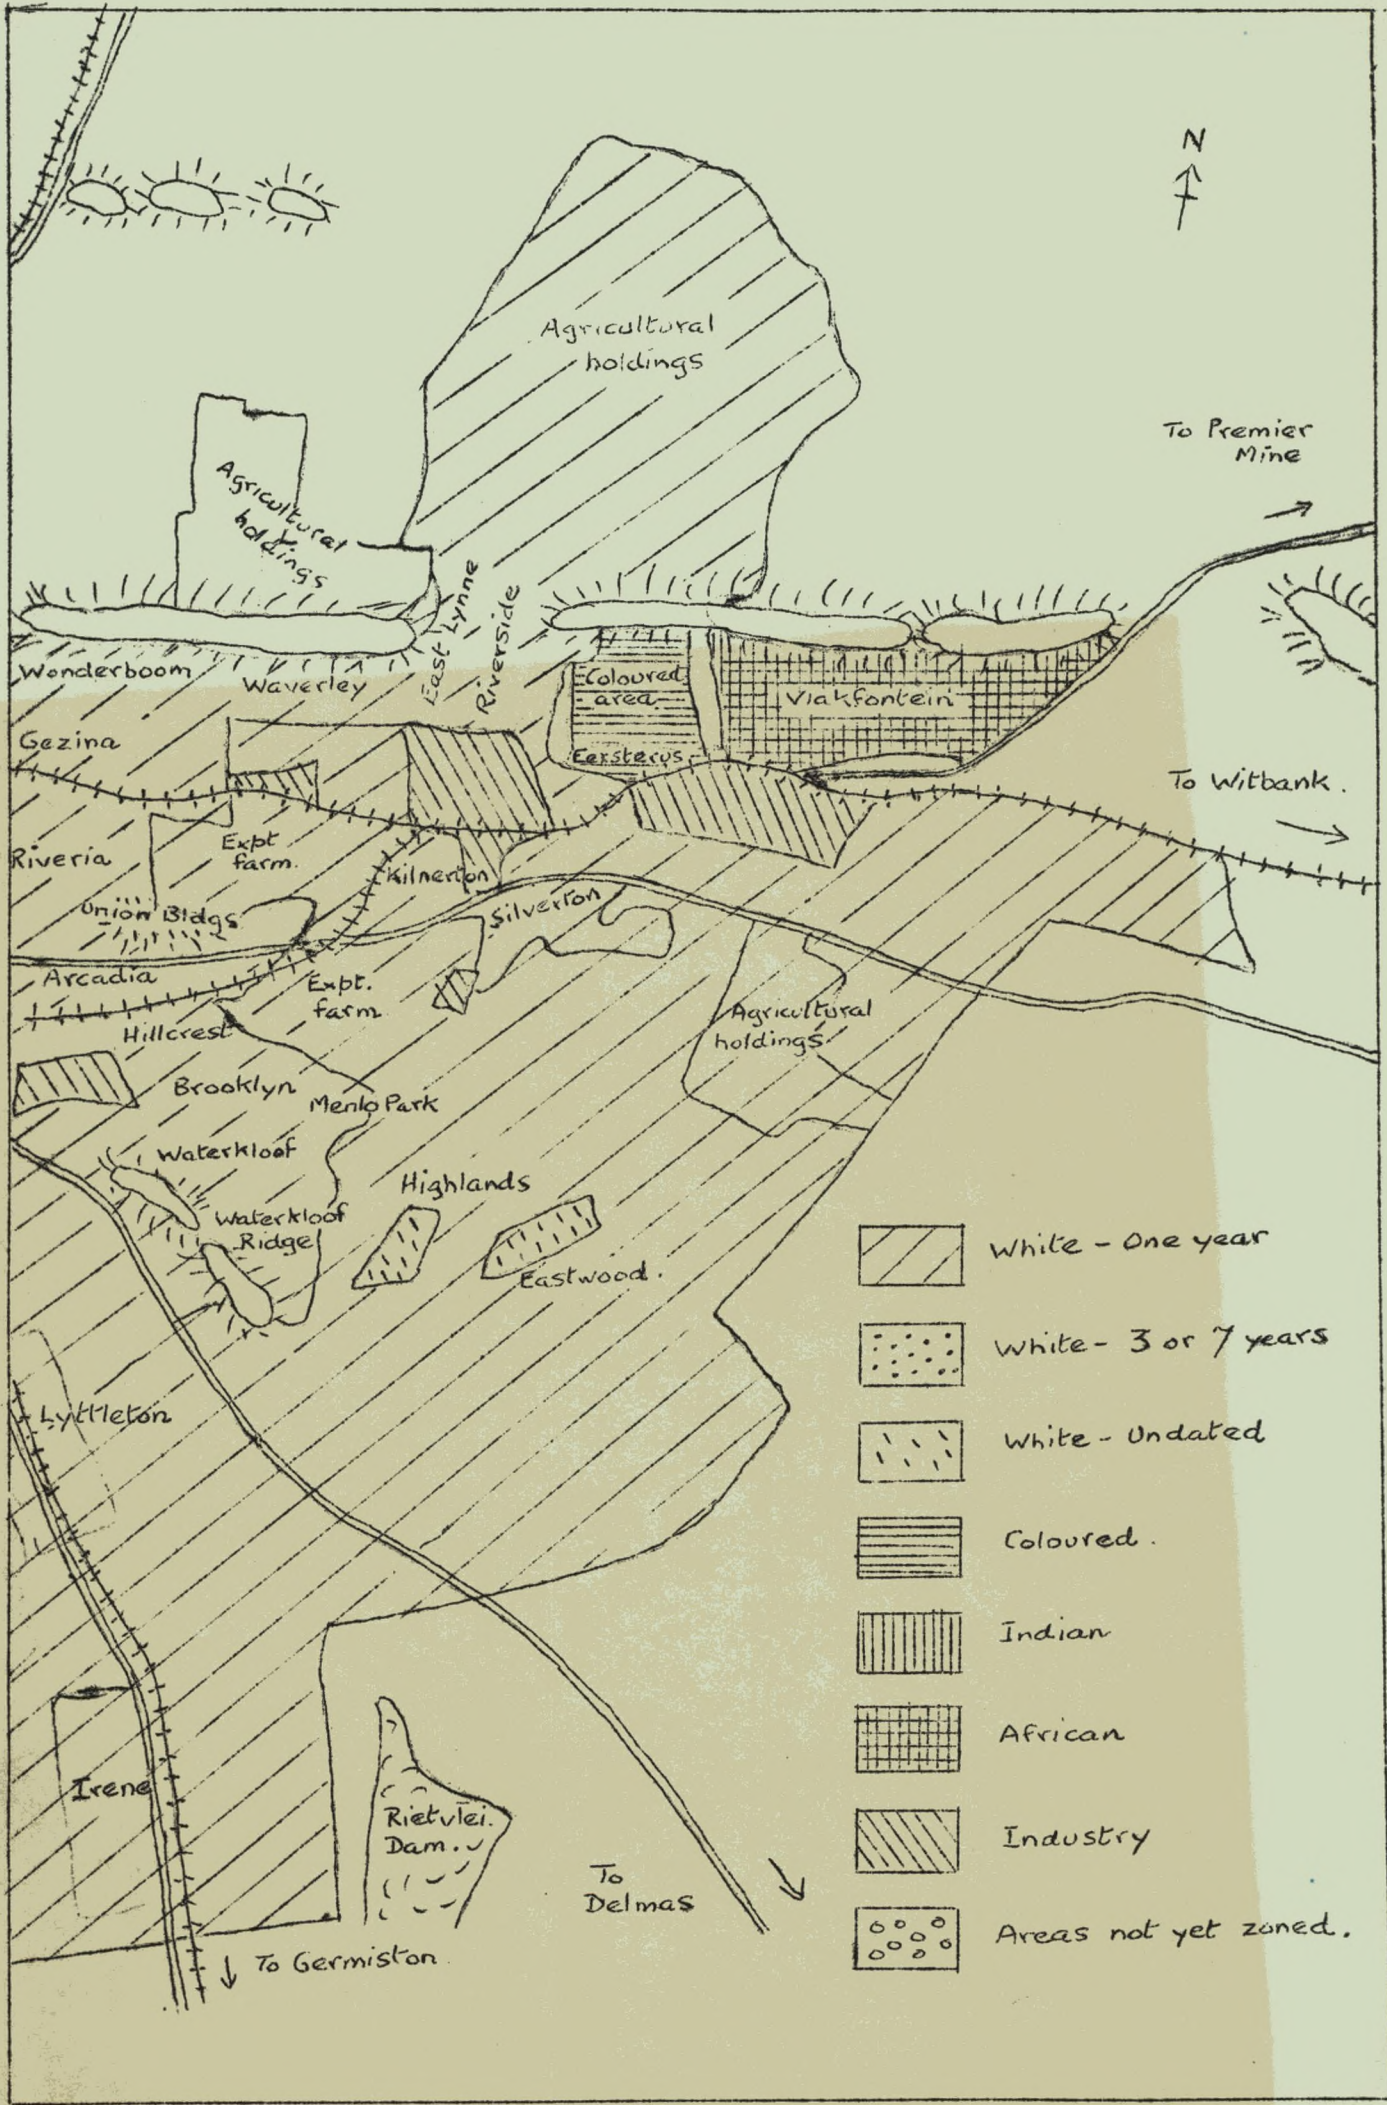 N
Agricultural
holdings
To Premier
Mine
Agricultural
holdings
East Lynne
Riverside
Wonderboom
Waverley
Coloured
area
Vlakfontein
Gezina
Eersterus
To Witbank.
Riveria
Expt
farm.
Kilnerton
Union Bldgs
Silverton
Arcadia
Expt.
farm
Hillcrest
Agricultural
holdings
Brooklyn
Menlo Park
Waterkloof
Highlands
Waterkloof
Ridge
Eastwood.
White - One year
White - 3 or 7 years
Lyttleton
White - Undated
Coloured.
Indian
African
Irene
Rietvlei.
Dam.
Industry
To
Delmas
Areas not yet zoned.
To Germiston